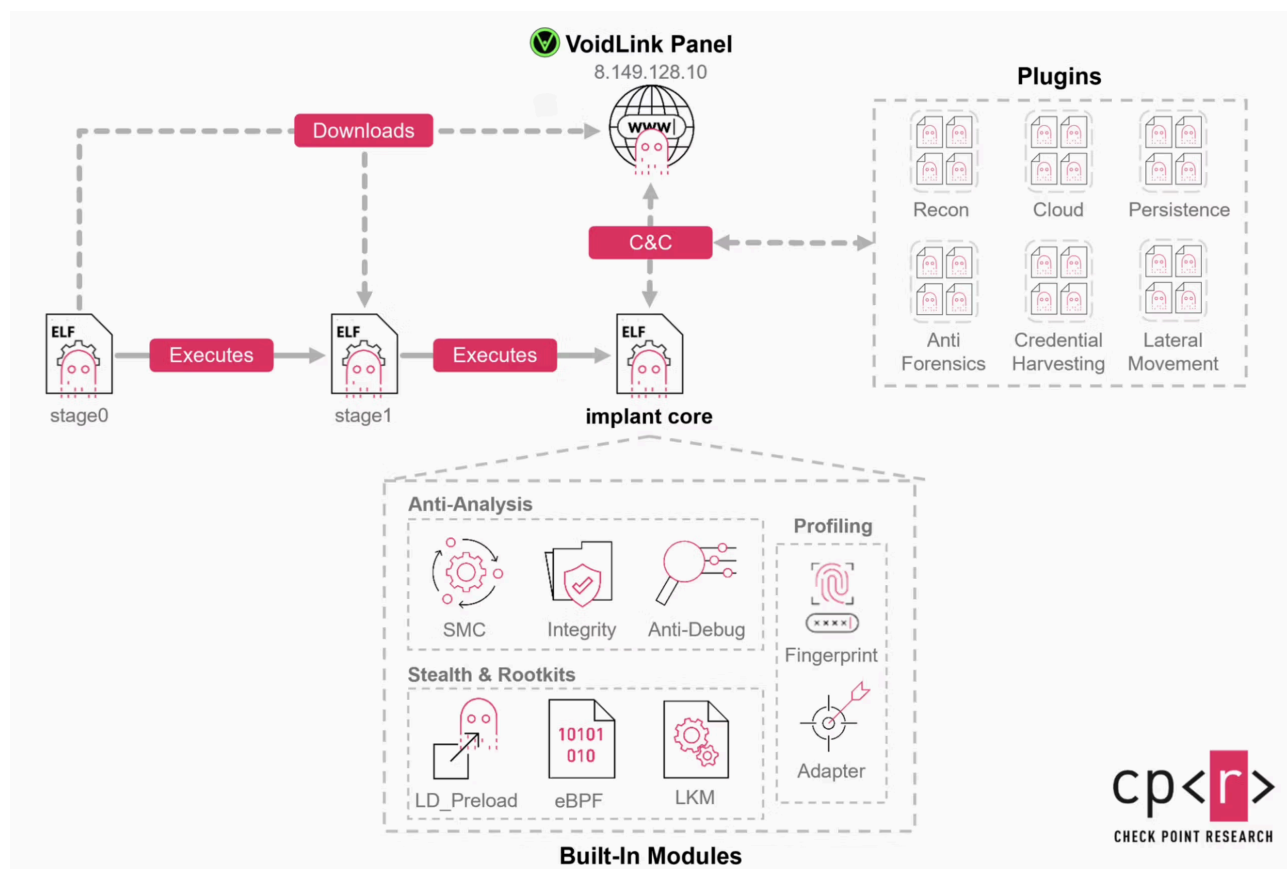 VoidLink Panel
8.149.128.10
www
Downloads
C&C
Plugins
Recon
Cloud
Persistence
Anti
Forensics
Credential
Harvesting
Lateral
Movement
ELF
Executes
ELF
Executes
ELF
stage0
stage1
implant core
Anti-Analysis
SMC
Integrity
Anti-Debug
Stealth & Rootkits
LD_Preload
10101
010
eBPF
LKM
Profiling
××××
Fingerprint
Adapter
Built-In Modules
cp<r>
CHECK POINT RESEARCH